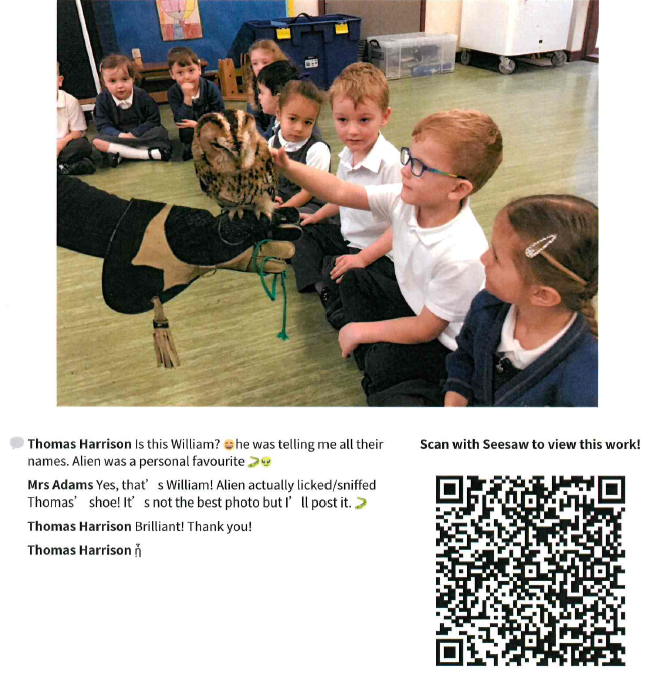 Thomas Harrison Is this William? 😄he was telling me all their
names. Alien was a personal favourite 🐛👽
Mrs Adams Yes, that’ s William! Alien actually licked/sniffed
Thomas’ shoe! It’ s not the best photo but I’ ll post it. 🐛
Thomas Harrison Brilliant! Thank you!
Thomas Harrison
Scan with Seesaw to view this work!